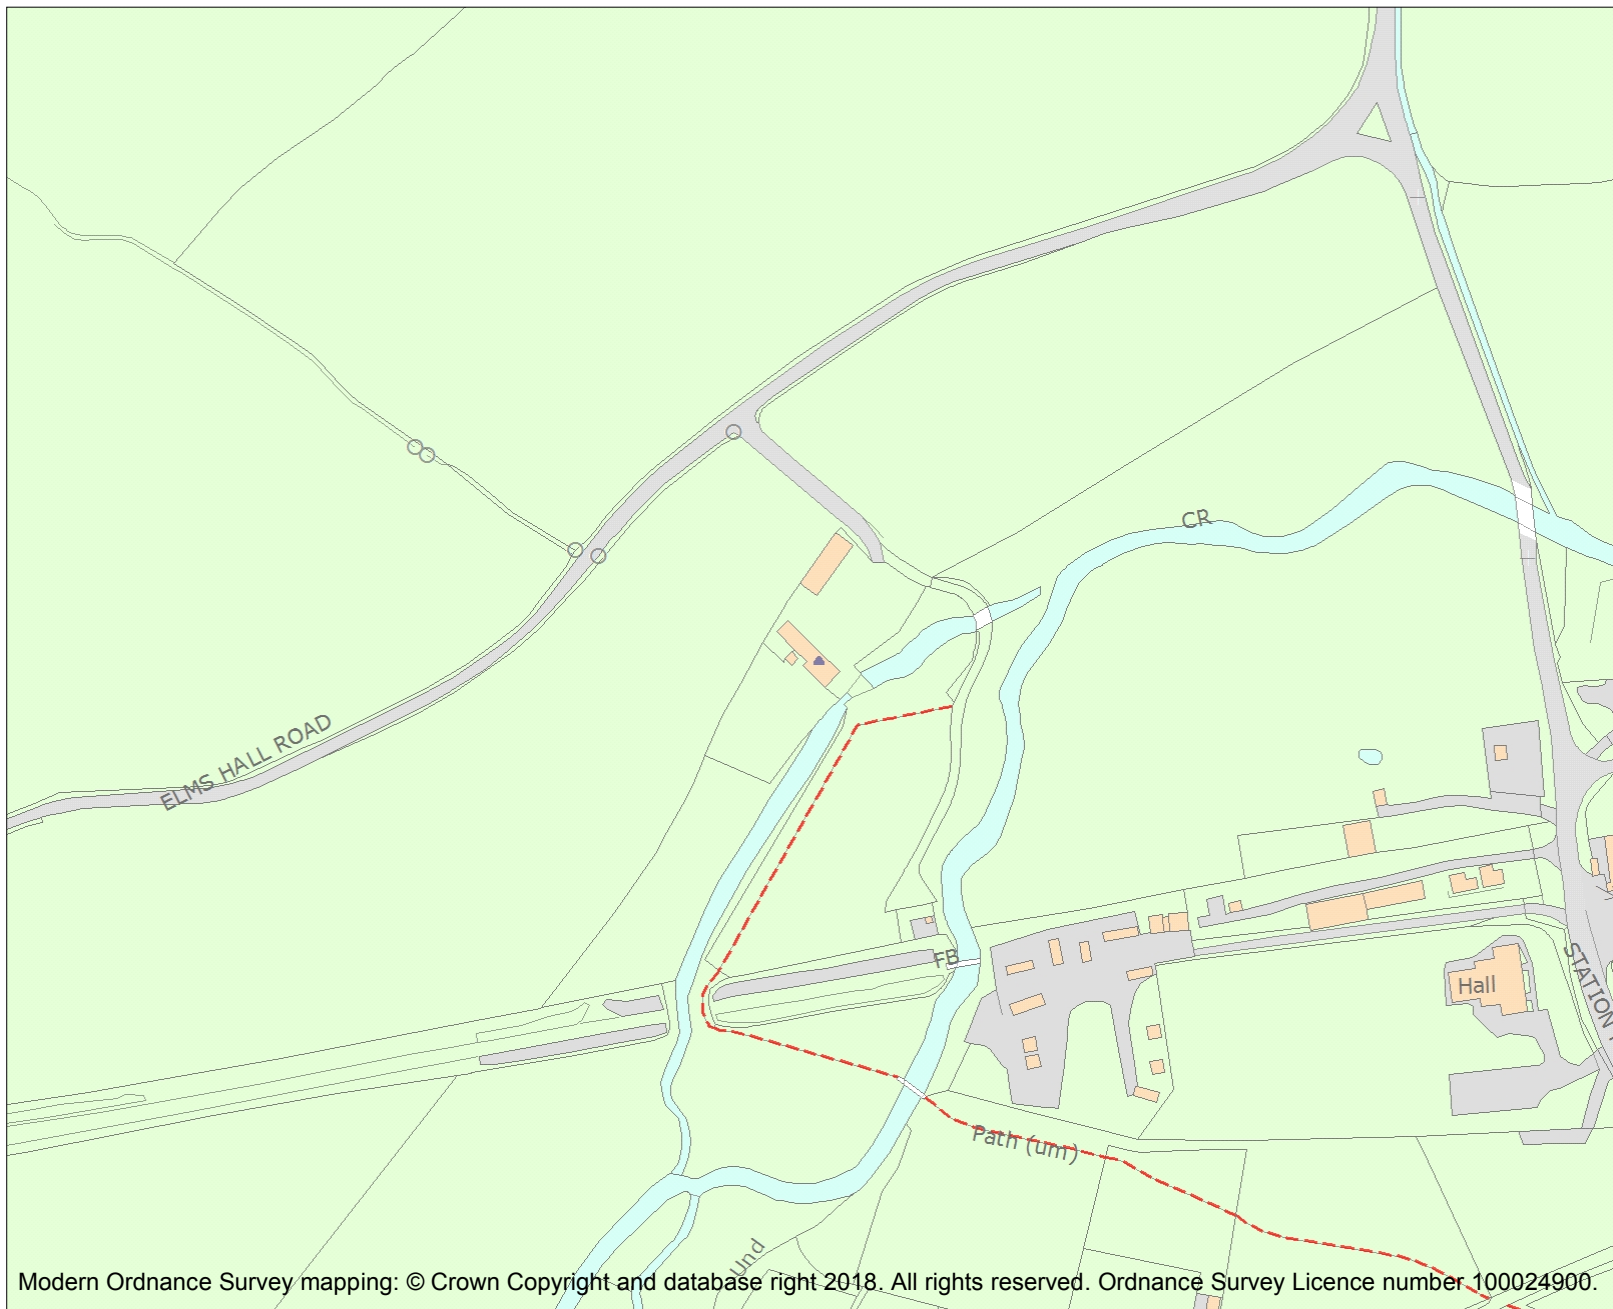 CR
ELMS HALL ROAD
FB
Hall
STATION
Path (um)
Und
Modern Ordnance Survey mapping: © Crown Copyright and database right 2018. All rights reserved. Ordnance Survey Licence number 100024900.